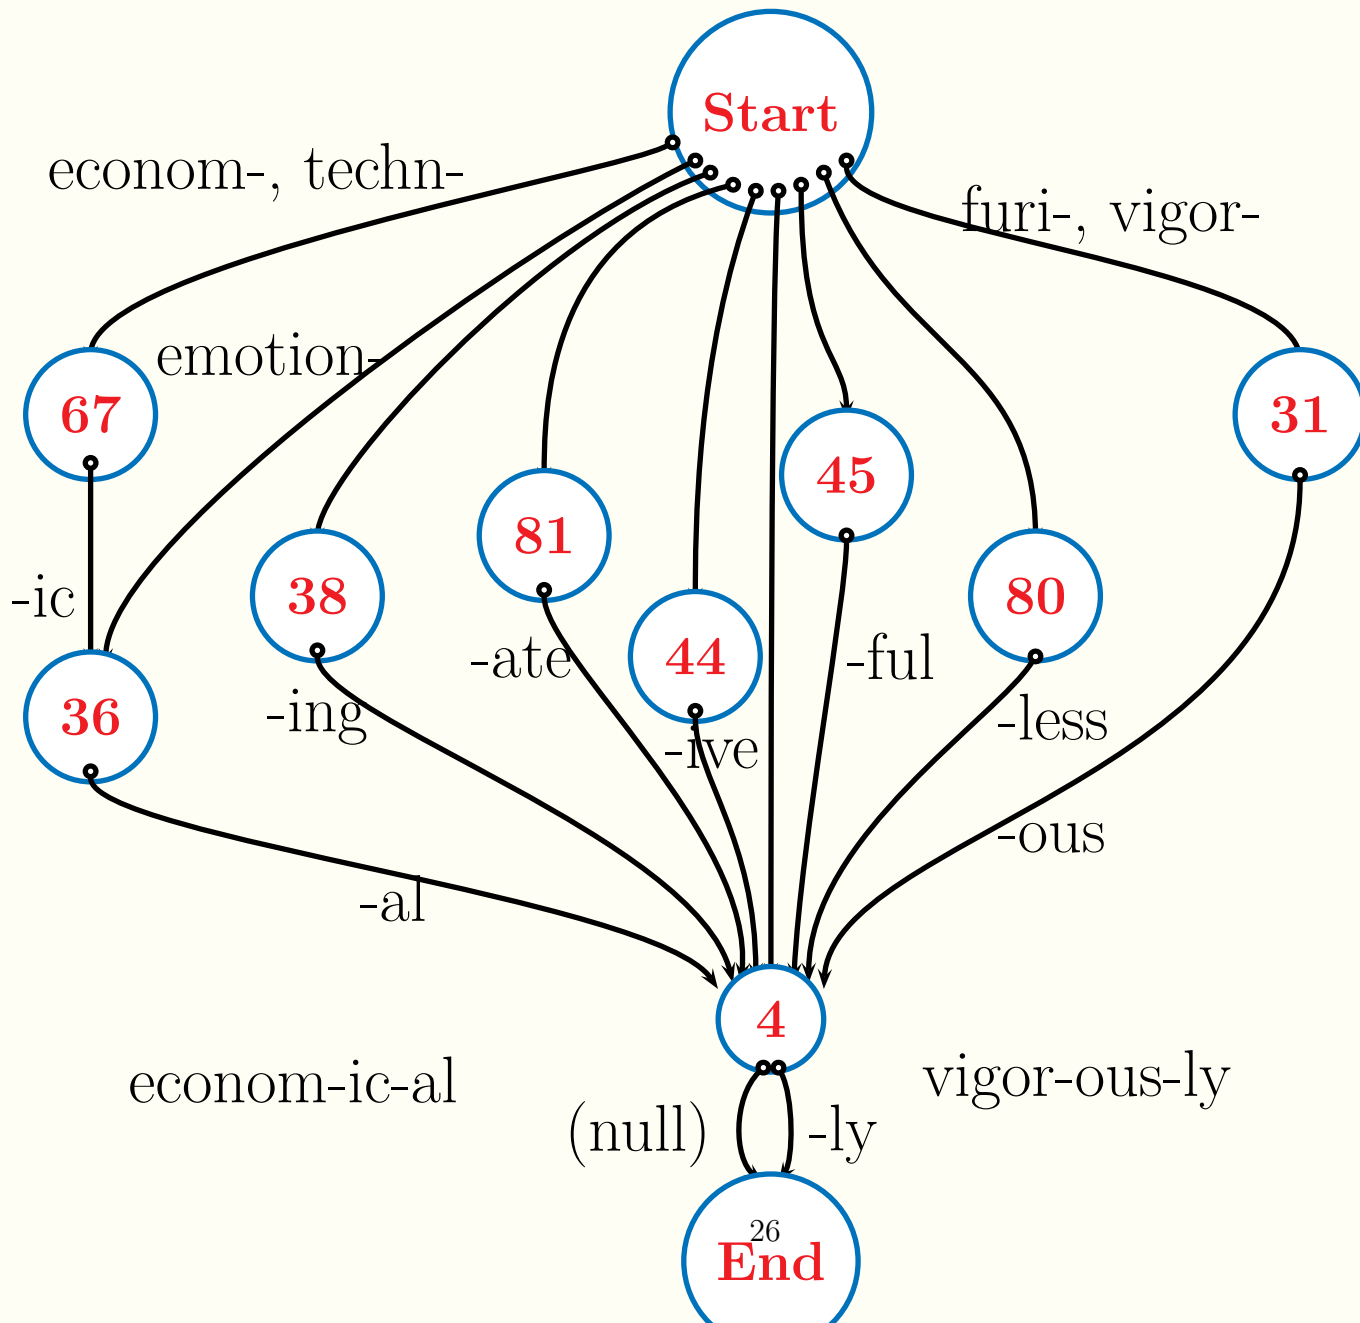 Start
econom-, techn-
furi-, vigor-
emotion-
67
31
45
81
38
80
-ic
44
-ate
-ful
36
-ing
-less
-ive
-ous
-al
4
econom-ic-al
vigor-ous-ly
(null)
-ly
26
End